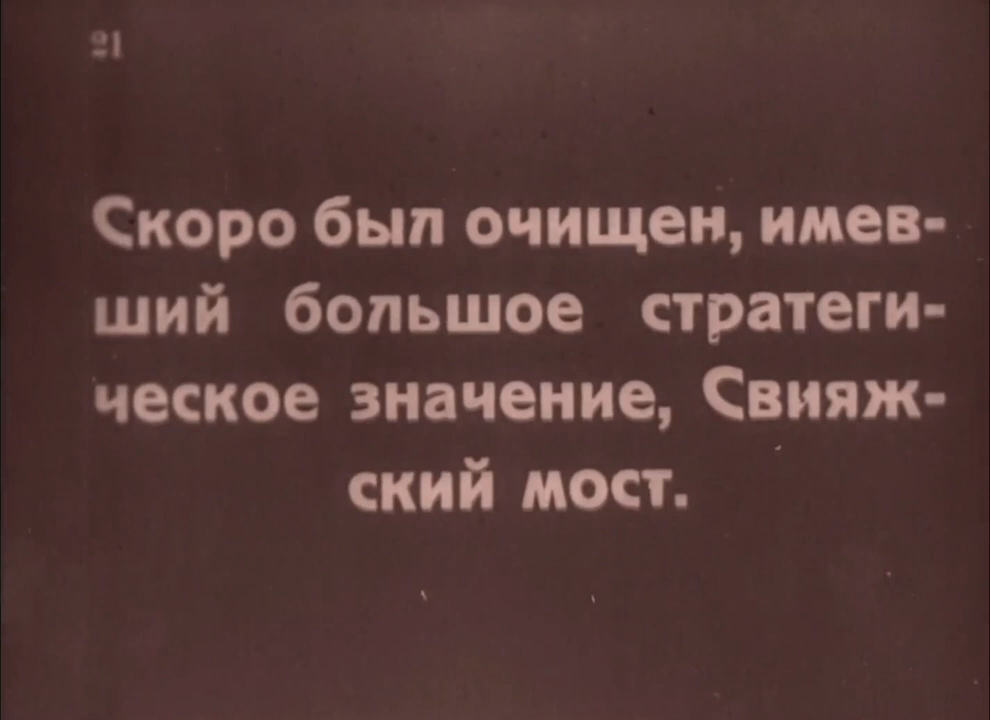 21
Скоро был очищен, имев-
ший большое стратеги-
ческое значение, Свияж-
ский мост.